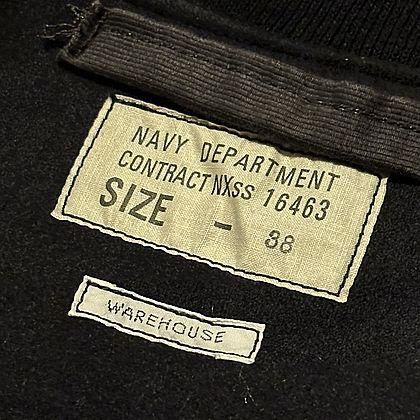 NAVY DEPARTMENT
CONTRACT NXSS 16463
SIZE - 38
WAREHOUSE